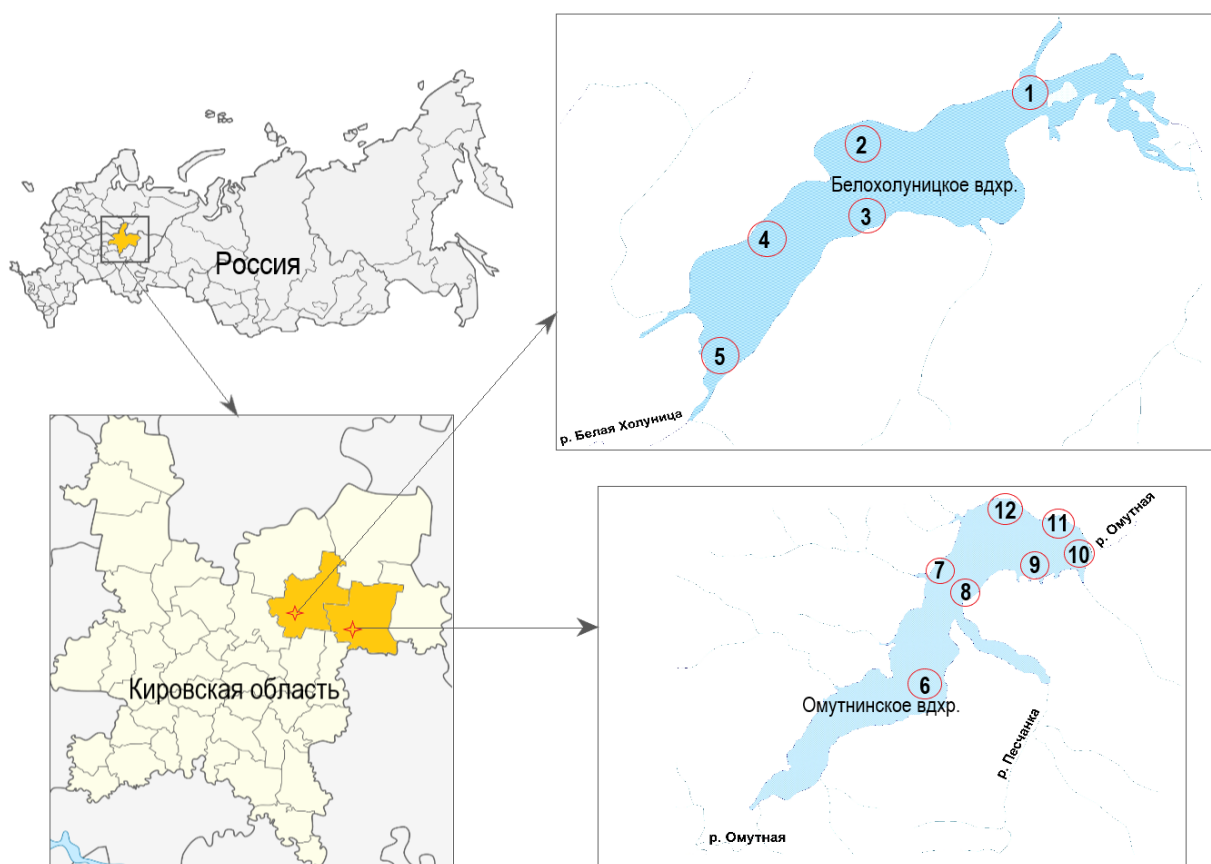 Россия
1
2
Белохолуницкое вдхр.
3
4
5
р. Белая Холуница
Кировская область
12
11
р. Омутная
10
9
7
8
6
Омутнинское вдхр.
р. Песчанка
р. Омутная